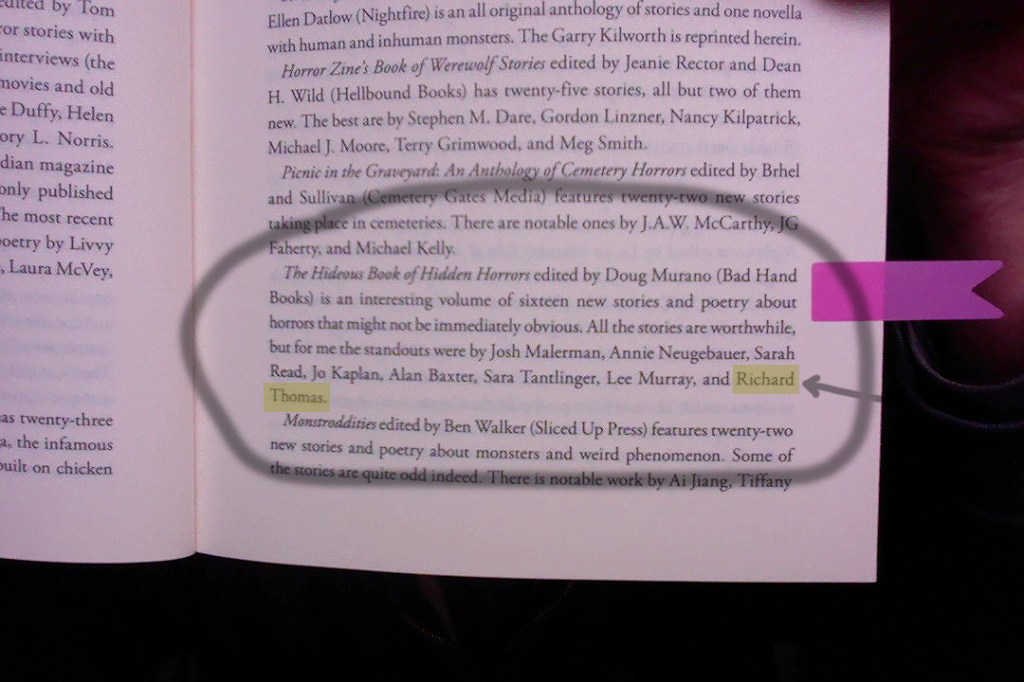 edited by Tom
ror stories with
interviews (the
movies and old
e Duffy, Helen
ory L. Norris.
dian magazine
only published
The most recent
poetry by Livvy
, Laura McVey,
as twenty-three
a, the infamous
built on chicken
Ellen Datlow (Nightfire) is an all original anthology of stories and one novella
with human and inhuman monsters. The Garry Kilworth is reprinted herein.
Horror Zine's Book of Werewolf Stories edited by Jeanie Rector and Dean
H. Wild (Hellbound Books) has twenty-five stories, all but two of them
new. The best are by Stephen M. Dare, Gordon Linzner, Nancy Kilpatrick,
Michael J. Moore, Terry Grimwood, and Meg Smith.
Picnic in the Graveyard: An Anthology of Cemetery Horrors edited by Brhel
and Sullivan (Cemetery Gates Media) features twenty-two new stories
taking place in cemeteries. There are notable ones by J.A.W. McCarthy, JG
Faherty, and Michael Kelly.
The Hideous Book of Hidden Horrors edited by Doug Murano (Bad Hand
Books) is an interesting volume of sixteen new stories and poetry about
horrors that might not be immediately obvious. All the stories are worthwhile,
but for me the standouts were by Josh Malerman, Annie Neugebauer, Sarah
Read, Jo Kaplan, Alan Baxter, Sara Tantlinger, Lee Murray, and Richard
Thomas.
Monstroddities edited by Ben Walker (Sliced Up Press) features twenty-two
new stories and poetry about monsters and weird phenomenon. Some of
the stories are quite odd indeed. There is notable work by Ai Jiang, Tiffany